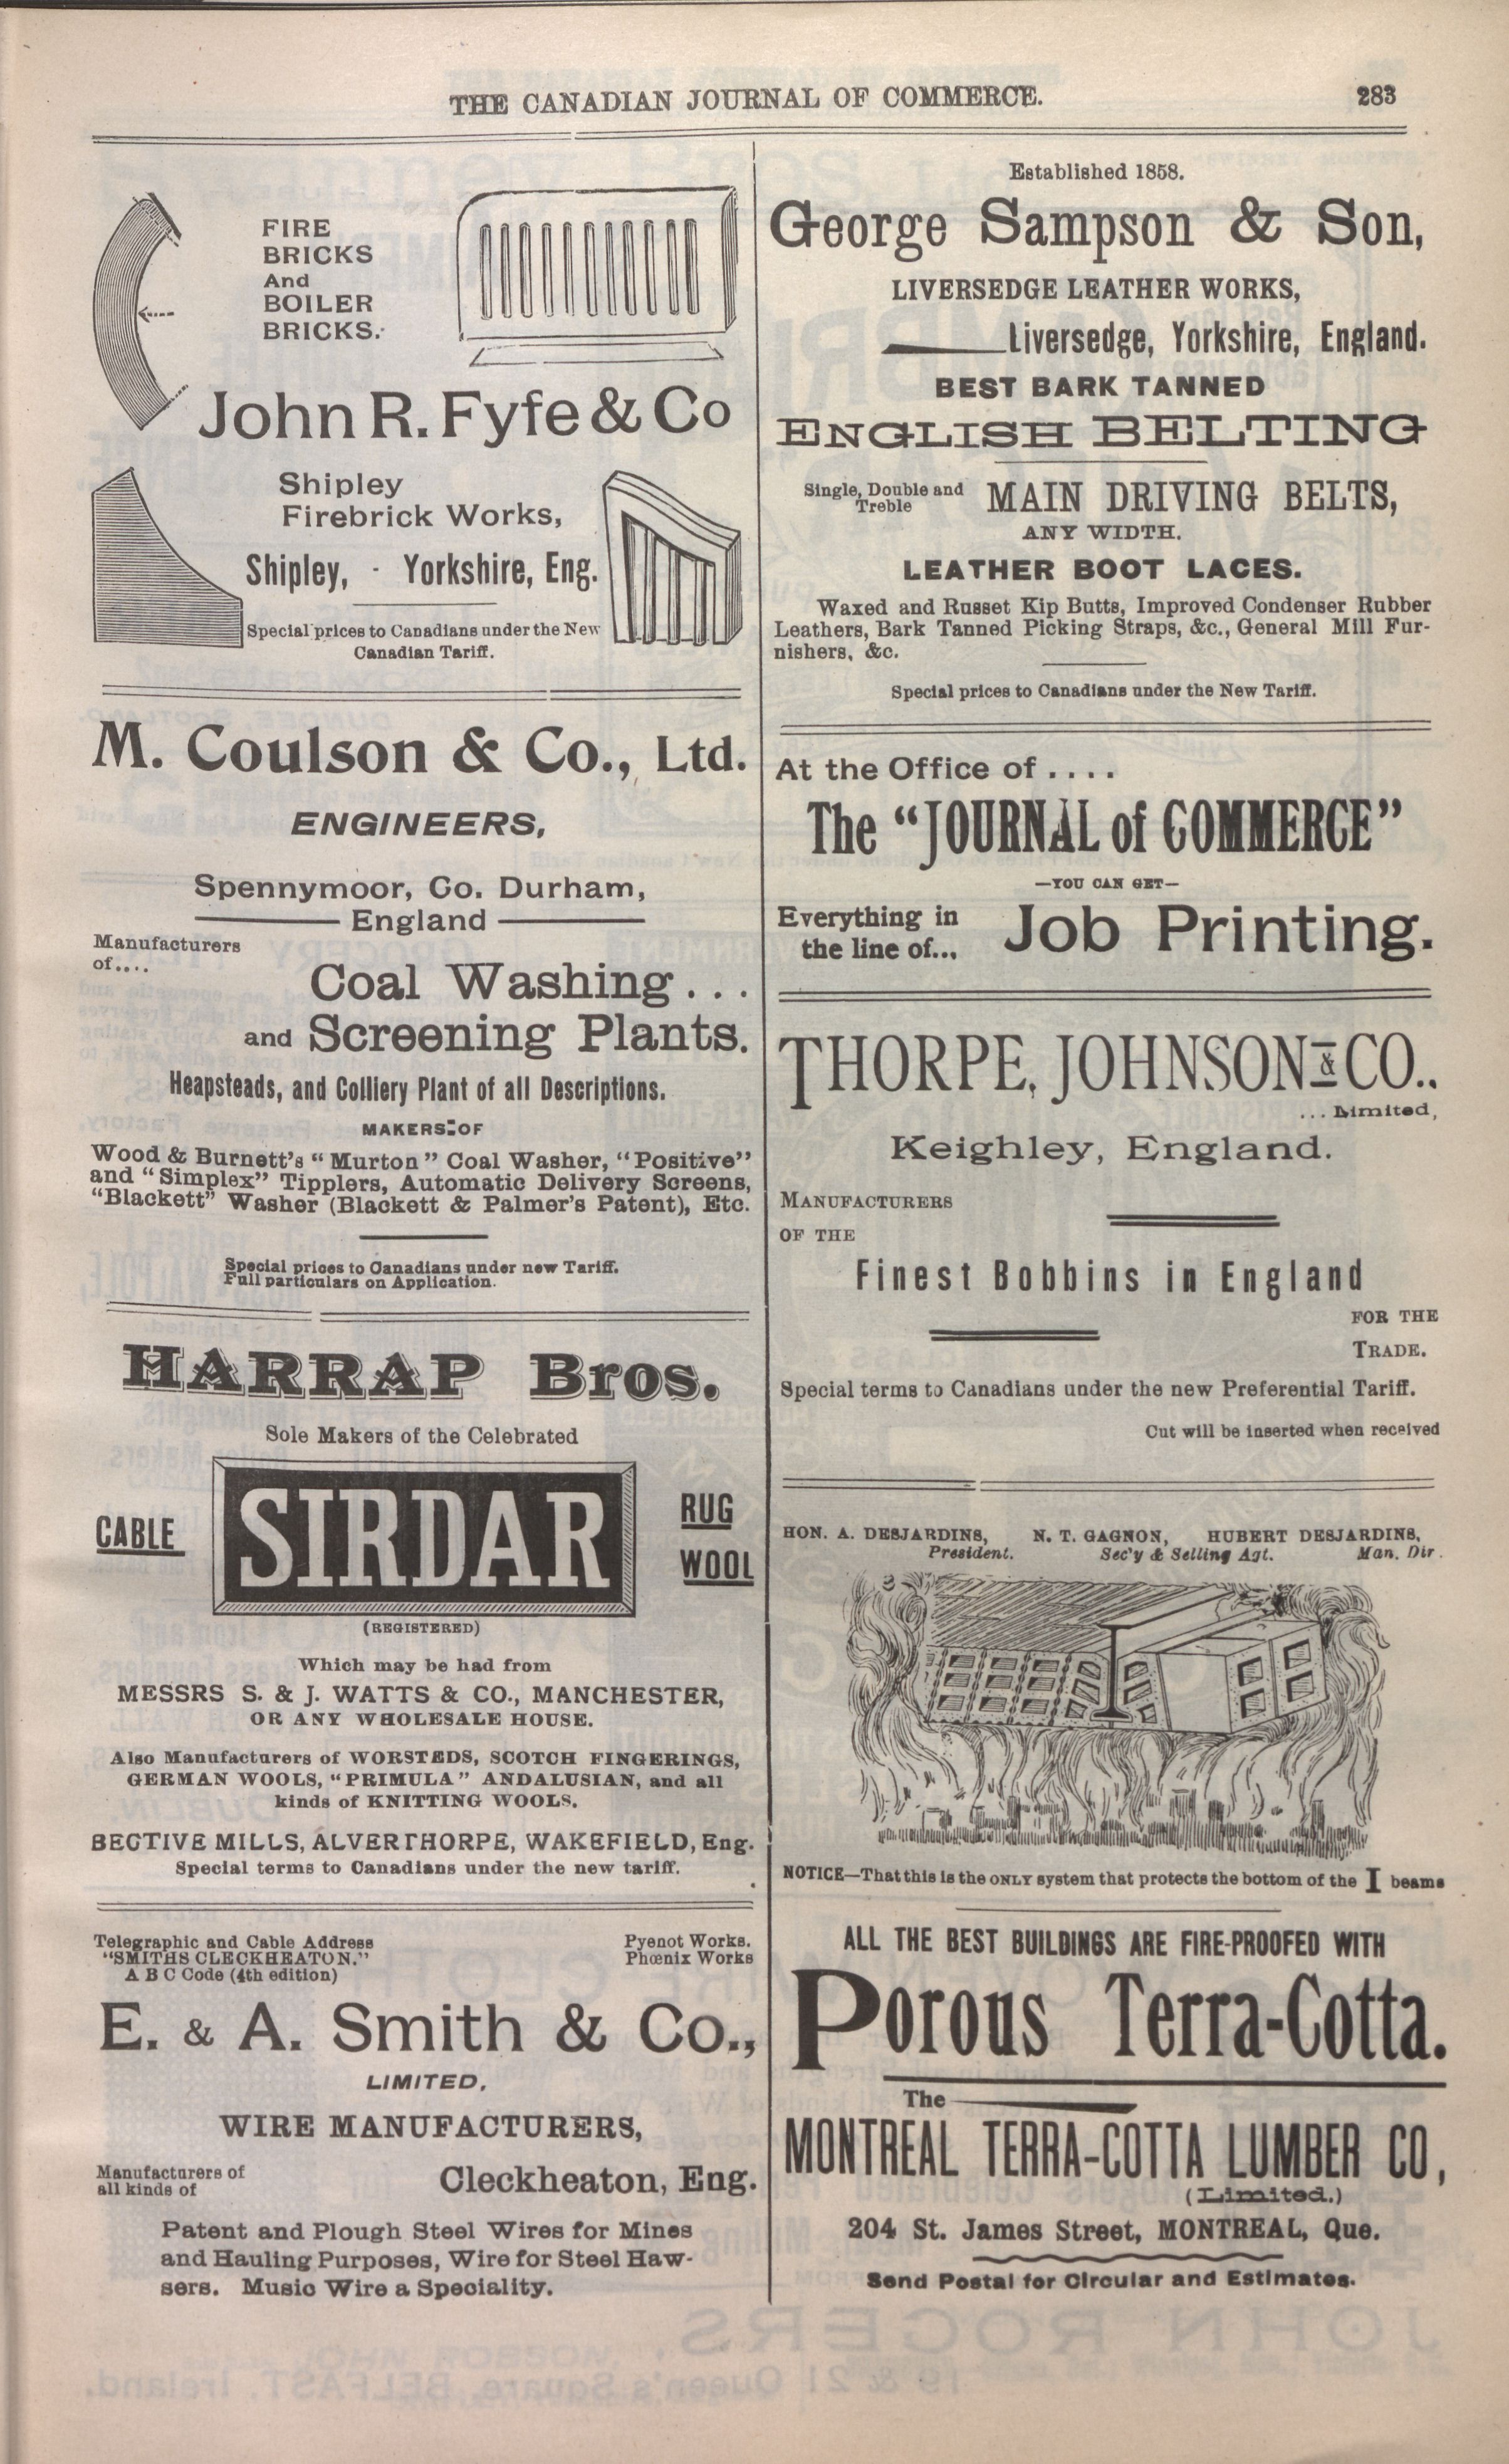 THE CANADIAN JOURNAL OF COMMERCE.
283
FIRE
BRICKS
And
BOILER
BRICKS.
John R. Fyfe & Co
Shipley
Firebrick Works,
Shipley, - Yorkshire, Eng.
Special prices to Canadians under the New
Canadian Tariff.
M. Coulson & Co., Ltd.
ENGINEERS,
Spennymoor, Co. Durham,
England
Manufacturers
of....
Coal Washing ...
and Screening Plants.
Heapsteads, and Colliery Plant of all Descriptions.
MAKERS OF
Wood & Burnett's "Murton" Coal Washer, "Positive"
and "Simplex" Tipplers, Automatic Delivery Screens,
"Blackett" Washer (Blackett & Palmer's Patent), Etc.
Special prices to Canadians under new Tariff.
Full particulars on Application.
HARRAP Bros.
Sole Makers of the Celebrated
CABLE
SIRDAR
RUG
WOOL
(REGISTERED)
Which may be had from
MESSRS S. & J. WATTS & CO., MANCHESTER,
OR ANY WHOLESALE HOUSE.
Also Manufacturers of WORSTEDS, SCOTCH FINGERINGS,
GERMAN WOOLS, "PRIMULA" ANDALUSIAN, and all
kinds of KNITTING WOOLS.
BECTIVE MILLS, ALVERTHORPE, WAKEFIELD, Eng.
Special terms to Canadians under the new tariff.
Telegraphic and Cable Address
"SMITHS CLECKHEATON."
A B C Code (4th edition)
Pyenot Works.
Phœnix Works
E. & A. Smith & Co.,
LIMITED,
WIRE MANUFACTURERS,
Manufacturers of
all kinds of
Cleckheaton, Eng.
Patent and Plough Steel Wires for Mines
and Hauling Purposes, Wire for Steel Haw-
sers. Music Wire a Speciality.
Established 1858.
George Sampson & Son,
LIVERSEDGE LEATHER WORKS,
Liversedge, Yorkshire, England.
BEST BARK TANNED
ENGLISH BELTING
Single, Double and
Treble
MAIN DRIVING BELTS,
ANY WIDTH.
LEATHER BOOT LACES.
Waxed and Russet Kip Butts, Improved Condenser Rubber
Leathers, Bark Tanned Picking Straps, &c., General Mill Fur-
nishers, &c.
Special prices to Canadians under the New Tariff.
At the Office of ....
The "JOURNAL of COMMERCE"
—YOU CAN GET—
Everything in
the line of...
Job Printing.
THORPE, JOHNSON & CO.,
... Limited,
Keighley, England.
MANUFACTURERS
OF THE
Finest Bobbins in England
FOR THE
TRADE.
Special terms to Canadians under the new Preferential Tariff.
Cut will be inserted when received
HON. A. DESJARDINS, N. T. GAGNON, HUBERT DESJARDINS,
President. Sec'y & Selling Agt. Man. Dir.
NOTICE—That this is the ONLY system that protects the bottom of the I beams
ALL THE BEST BUILDINGS ARE FIRE-PROOFED WITH
Porous Terra-Cotta.
The
MONTREAL TERRA-COTTA LUMBER CO,
(Limited.)
204 St. James Street, MONTREAL, Que.
Send Postal for Circular and Estimates.